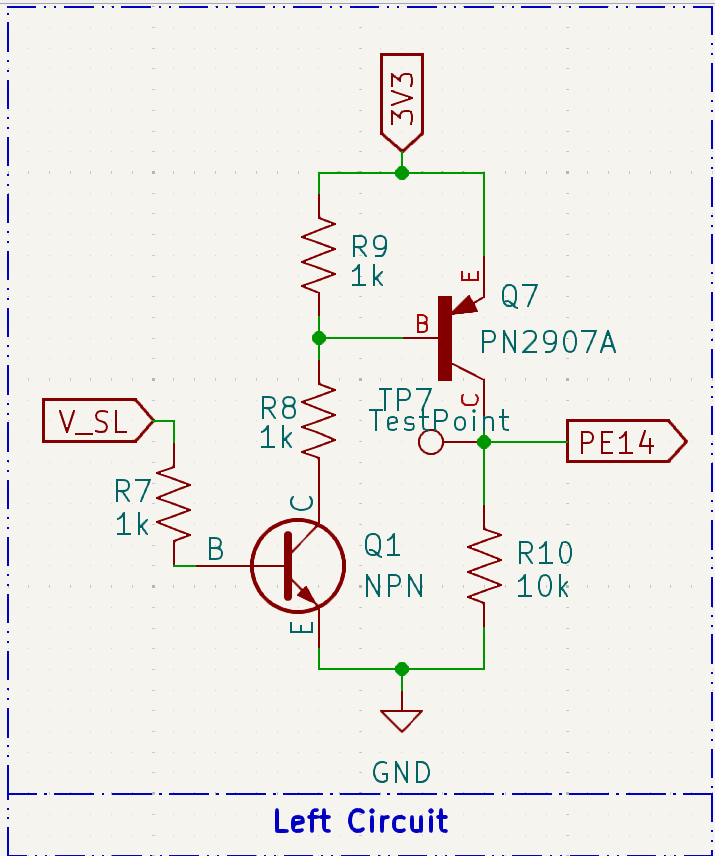 3V3
R9
1k
E
Q7
B
PN2907A
C
TP7
TestPoint
R8
1k
V_SL
PE14
R7
1k
C
B
Q1
NPN
E
R10
10k
GND
Left Circuit